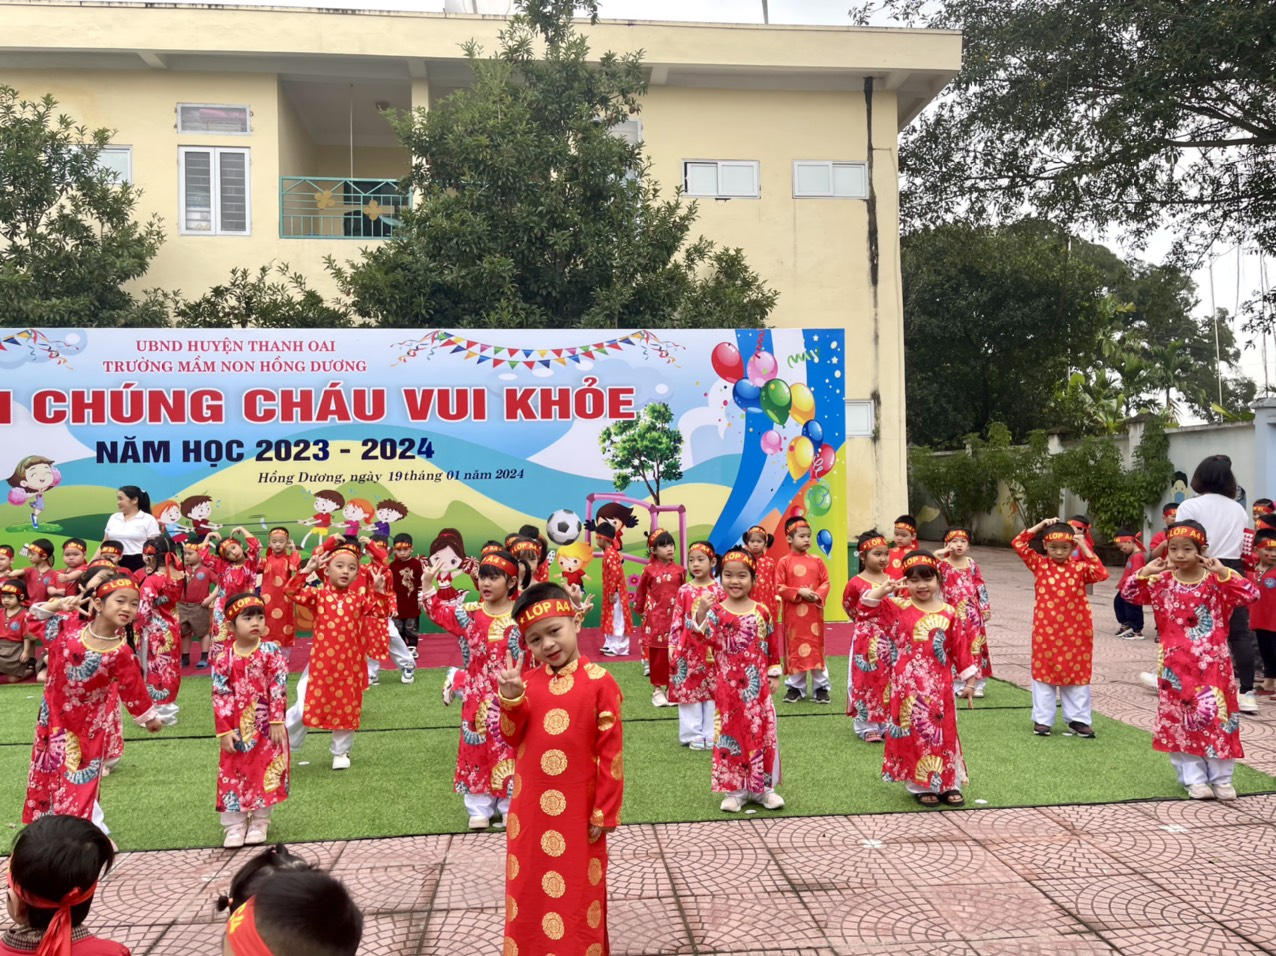 UBND HUYỆN THANH OAI
TRƯỜNG MẦM NON HỒNG DƯƠNG
CHÚNG CHÁU VUI KHỎE
NĂM HỌC 2023 - 2024
Hồng Dương, ngày 19 tháng 01 năm 2024
LỚP A4